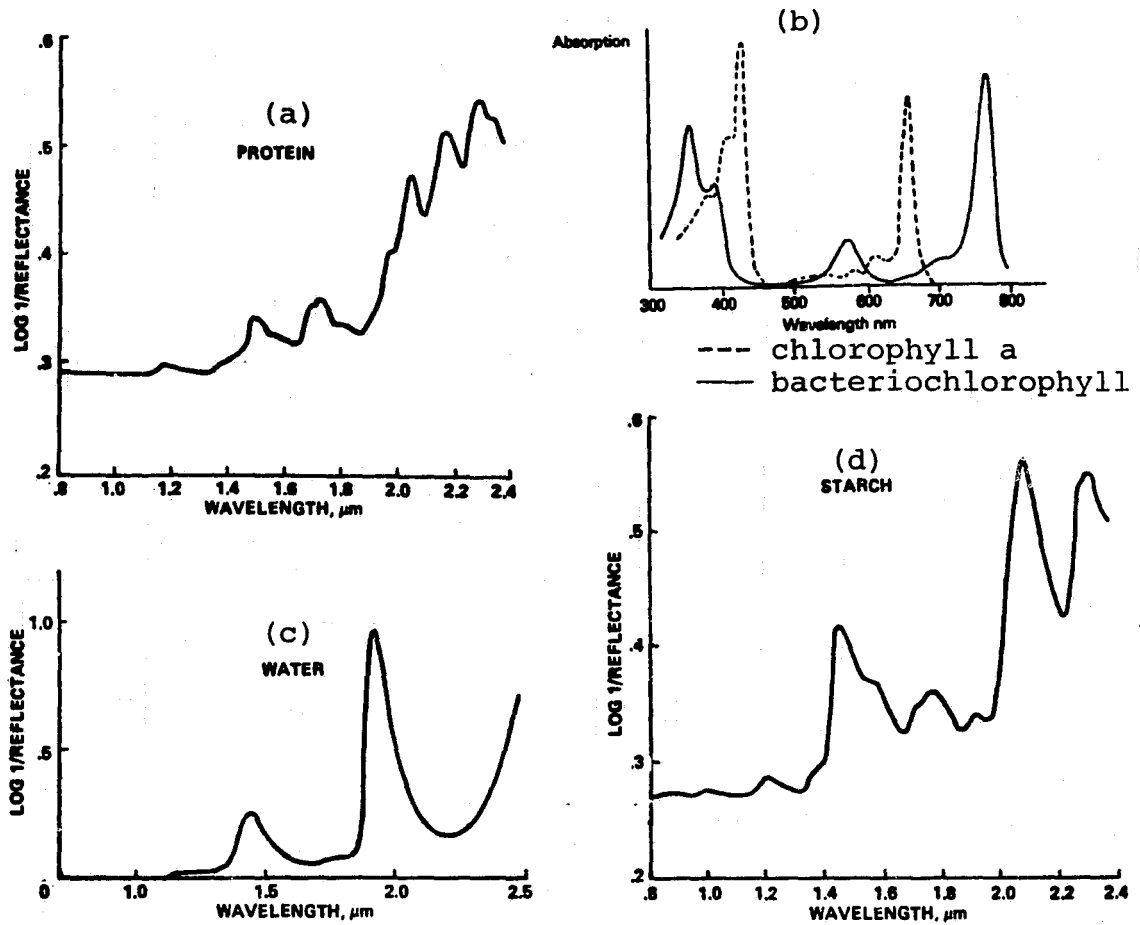 (a)
PROTEIN
LOG 1/REFLECTANCE
.6
.5
.4
.3
.2
.8 1.0 1.2 1.4 1.6 1.8 2.0 2.2 2.4
WAVELENGTH, µm
(b)
Absorption
300 400 500 600 700 800
Wavelength nm
--- chlorophyll a
— bacteriochlorophyll
(c)
WATER
LOG 1/REFLECTANCE
1.0
.5
0
1.0 1.5 2.0 2.5
WAVELENGTH, µm
(d)
STARCH
LOG 1/REFLECTANCE
.6
.5
.4
.3
.2
.8 1.0 1.2 1.4 1.6 1.8 2.0 2.2 2.4
WAVELENGTH, µm